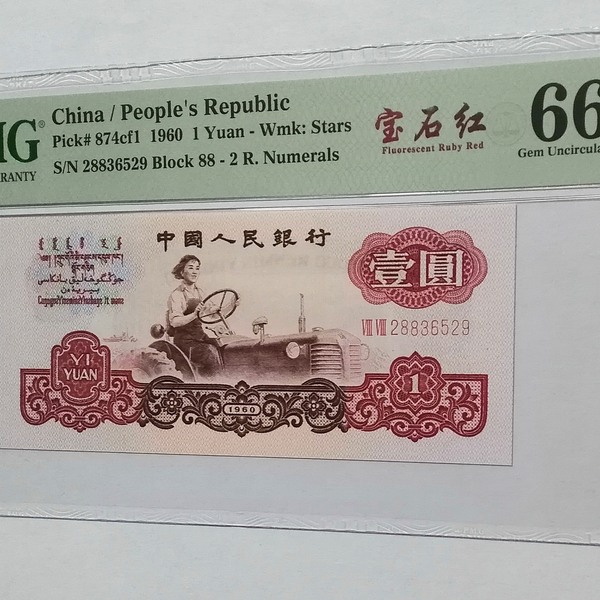 MG®
RANTY
China / People's Republic
Pick# 874cf1 1960 1 Yuan - Wmk: Stars
S/N 28836529 Block 88 - 2 R. Numerals
宝石红
Fluorescent Ruby Red
66
Gem Uncircula
中國人民銀行
壹圓
VIII VIII 28836529
YI
YUAN
1960
1